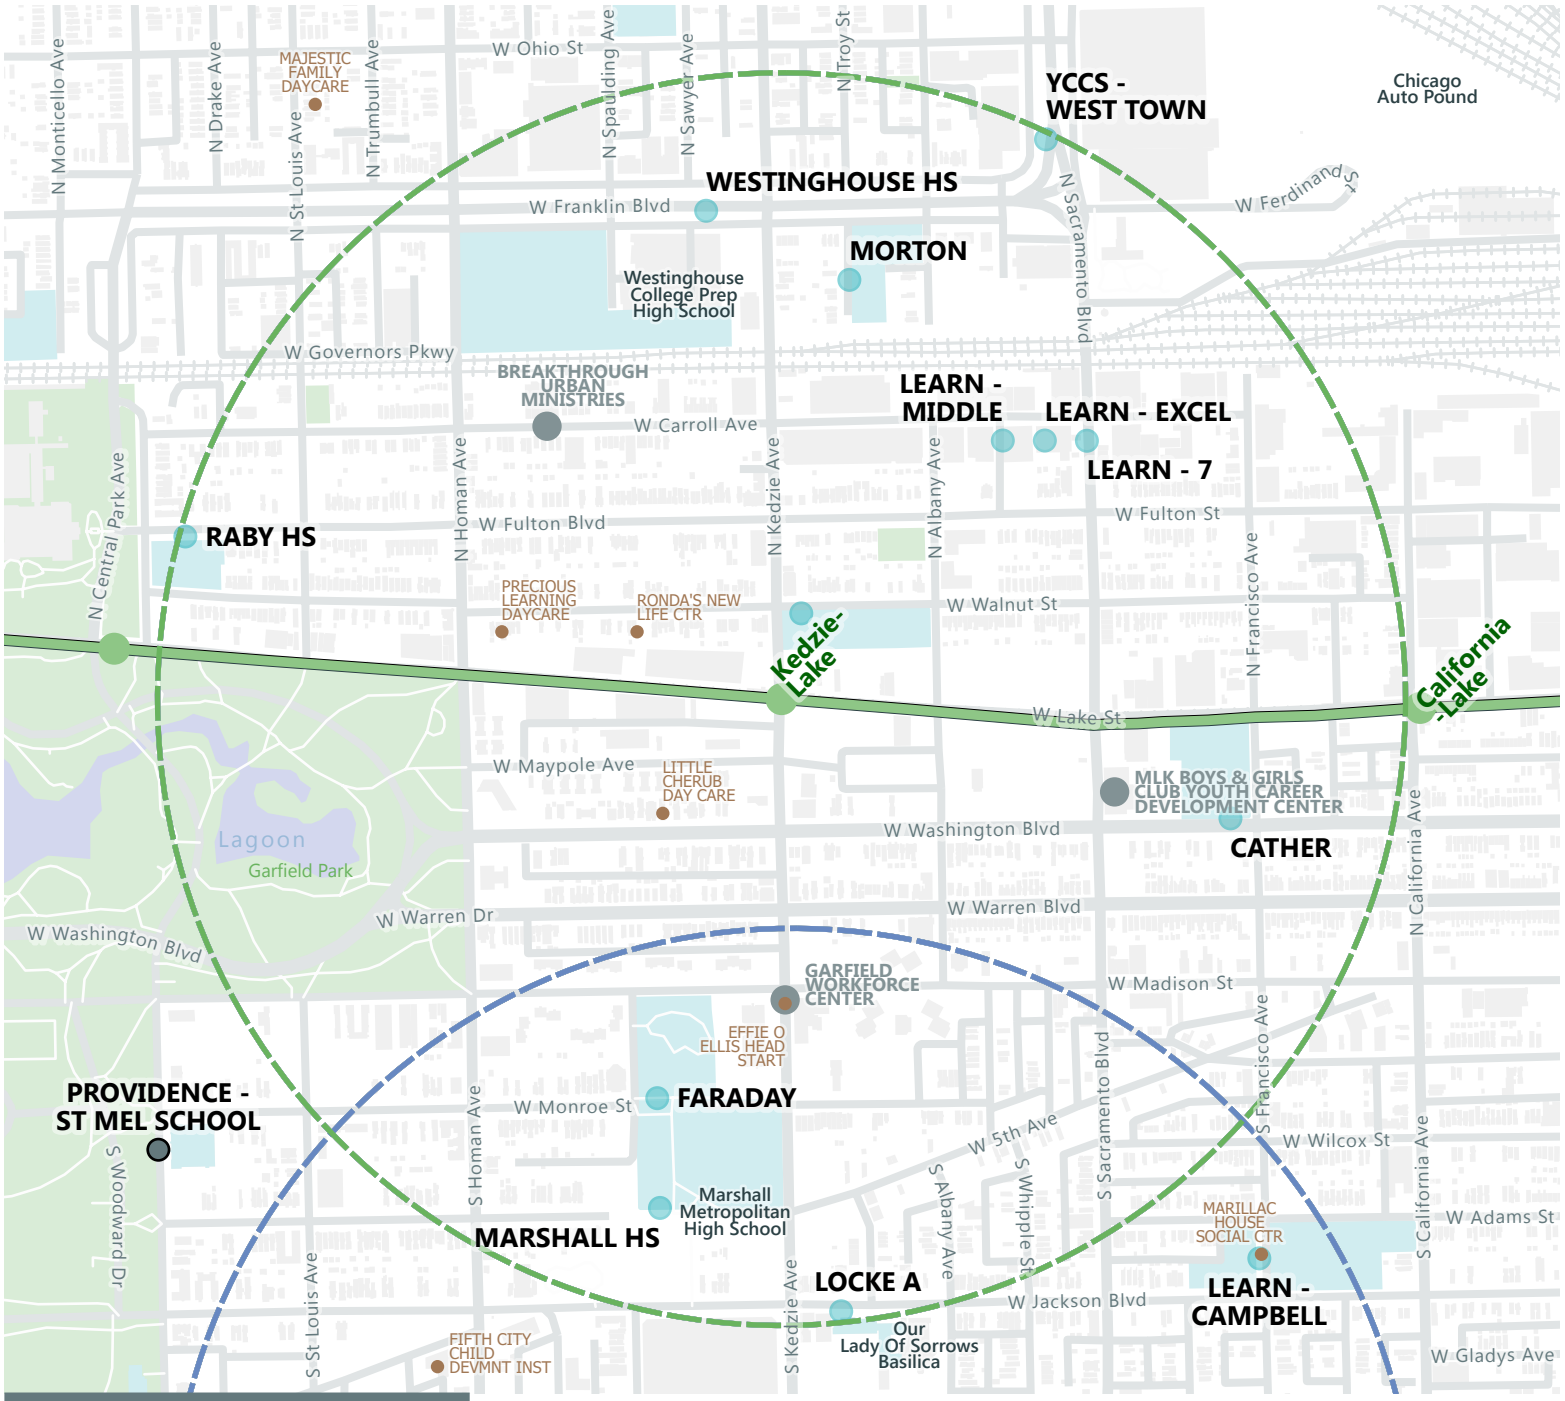 W Ohio St
MAJESTIC
FAMILY
DAYCARE
N Monticello Ave
N Drake Ave
N St Louis Ave
N Trumbull Ave
N Spaulding Ave
N Sawyer Ave
N Troy St
YCCS -
WEST TOWN
Chicago
Auto Pound
WESTINGHOUSE HS
W Franklin Blvd
N Sacramento Blvd
W Ferdinand St
MORTON
Westinghouse
College Prep
High School
W Governors Pkwy
BREAKTHROUGH
URBAN
MINISTRIES
W Carroll Ave
LEARN -
MIDDLE
LEARN - EXCEL
LEARN - 7
N Central Park Ave
N Homan Ave
N Kedzie Ave
N Albany Ave
W Fulton Blvd
W Fulton St
RABY HS
N Francisco Ave
PRECIOUS
LEARNING
DAYCARE
RONDA'S NEW
LIFE CTR
W Walnut St
Kedzie-
Lake
California
-Lake
W Lake St
W Maypole Ave
LITTLE
CHERUB
DAY CARE
MLK BOYS & GIRLS
CLUB YOUTH CAREER
DEVELOPMENT CENTER
W Washington Blvd
CATHER
Lagoon
Garfield Park
N California Ave
W Warren Dr
W Warren Blvd
W Washington Blvd
GARFIELD
WORKFORCE
CENTER
W Madison St
EFFIE O
ELLIS HEAD
START
PROVIDENCE -
ST MEL SCHOOL
FARADAY
W Monroe St
S Homan Ave
S Sacramento Blvd
S Francisco Ave
W 5th Ave
W Wilcox St
S Woodward Dr
S Albany Ave
S Whipple St
S California Ave
Marshall
Metropolitan
High School
MARSHALL HS
MARILLAC
HOUSE
SOCIAL CTR
W Adams St
S St Louis Ave
S Kedzie Ave
LOCKE A
W Jackson Blvd
LEARN -
CAMPBELL
FIFTH CITY
CHILD
DEVMNT INST
Our
Lady Of Sorrows
Basilica
W Gladys Ave